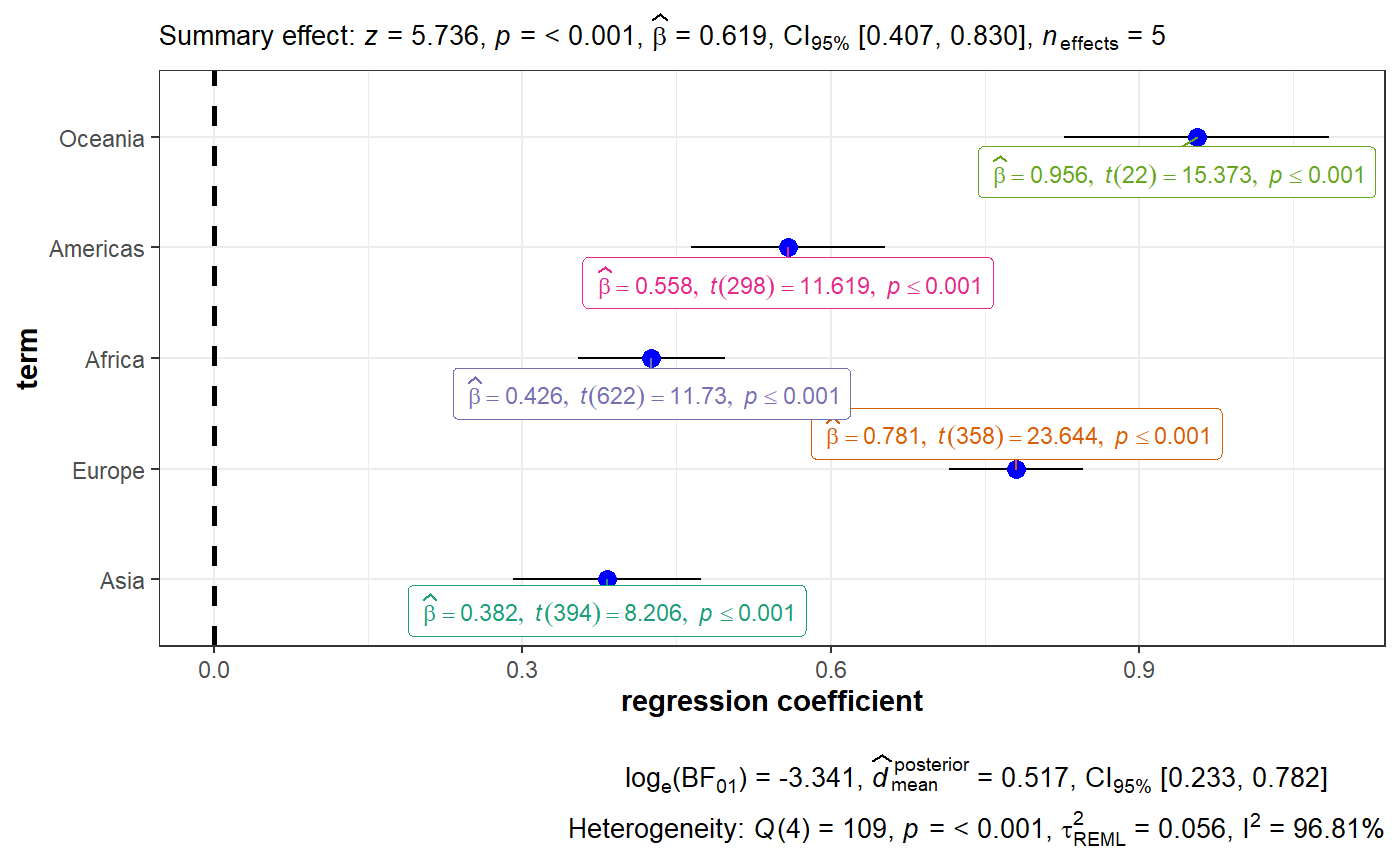 Summary effect: z = 5.736, p = < 0.001, β̂ = 0.619, CI95% [0.407, 0.830], neffects = 5
term
Oceania
β̂ = 0.956, t(22) = 15.373, p ≤ 0.001
Americas
β̂ = 0.558, t(298) = 11.619, p ≤ 0.001
Africa
β̂ = 0.426, t(622) = 11.73, p ≤ 0.001
β̂ = 0.781, t(358) = 23.644, p ≤ 0.001
Europe
Asia
β̂ = 0.382, t(394) = 8.206, p ≤ 0.001
0.0 0.3 0.6 0.9
regression coefficient
loge(BF01) = -3.341, d̂ posterior mean = 0.517, CI95% [0.233, 0.782]
Heterogeneity: Q(4) = 109, p = < 0.001, τ²REML = 0.056, I² = 96.81%